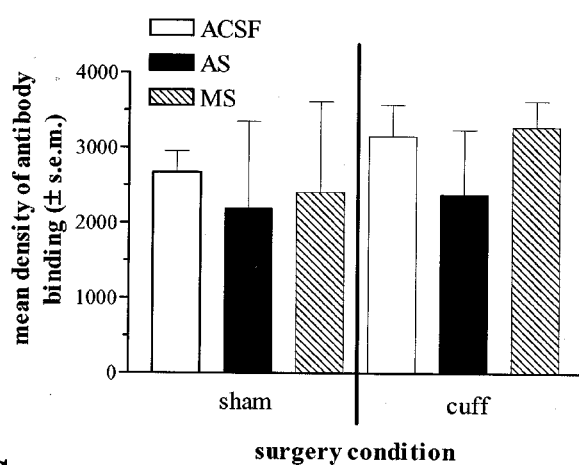 ACSF
AS
MS
4000
3000
2000
1000
0
mean density of antibody
binding (± s.e.m.)
sham
cuff
surgery condition